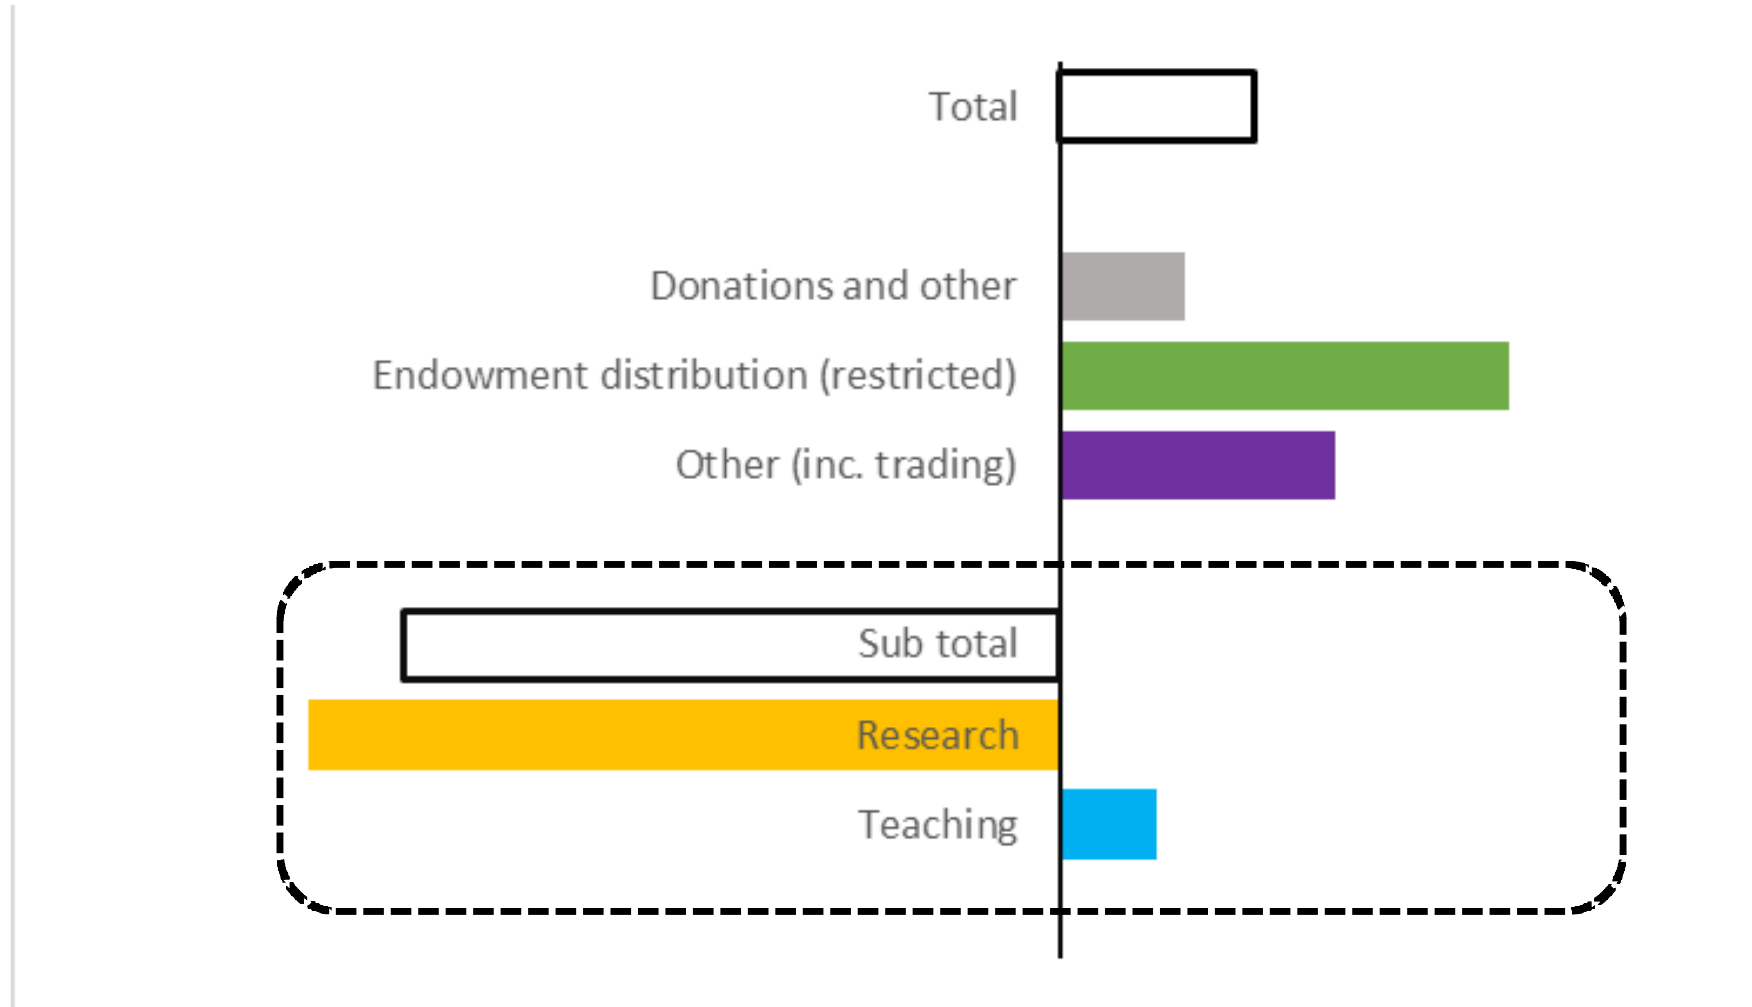 Total
Donations and other
Endowment distribution (restricted)
Other (inc. trading)
Sub total
Research
Teaching